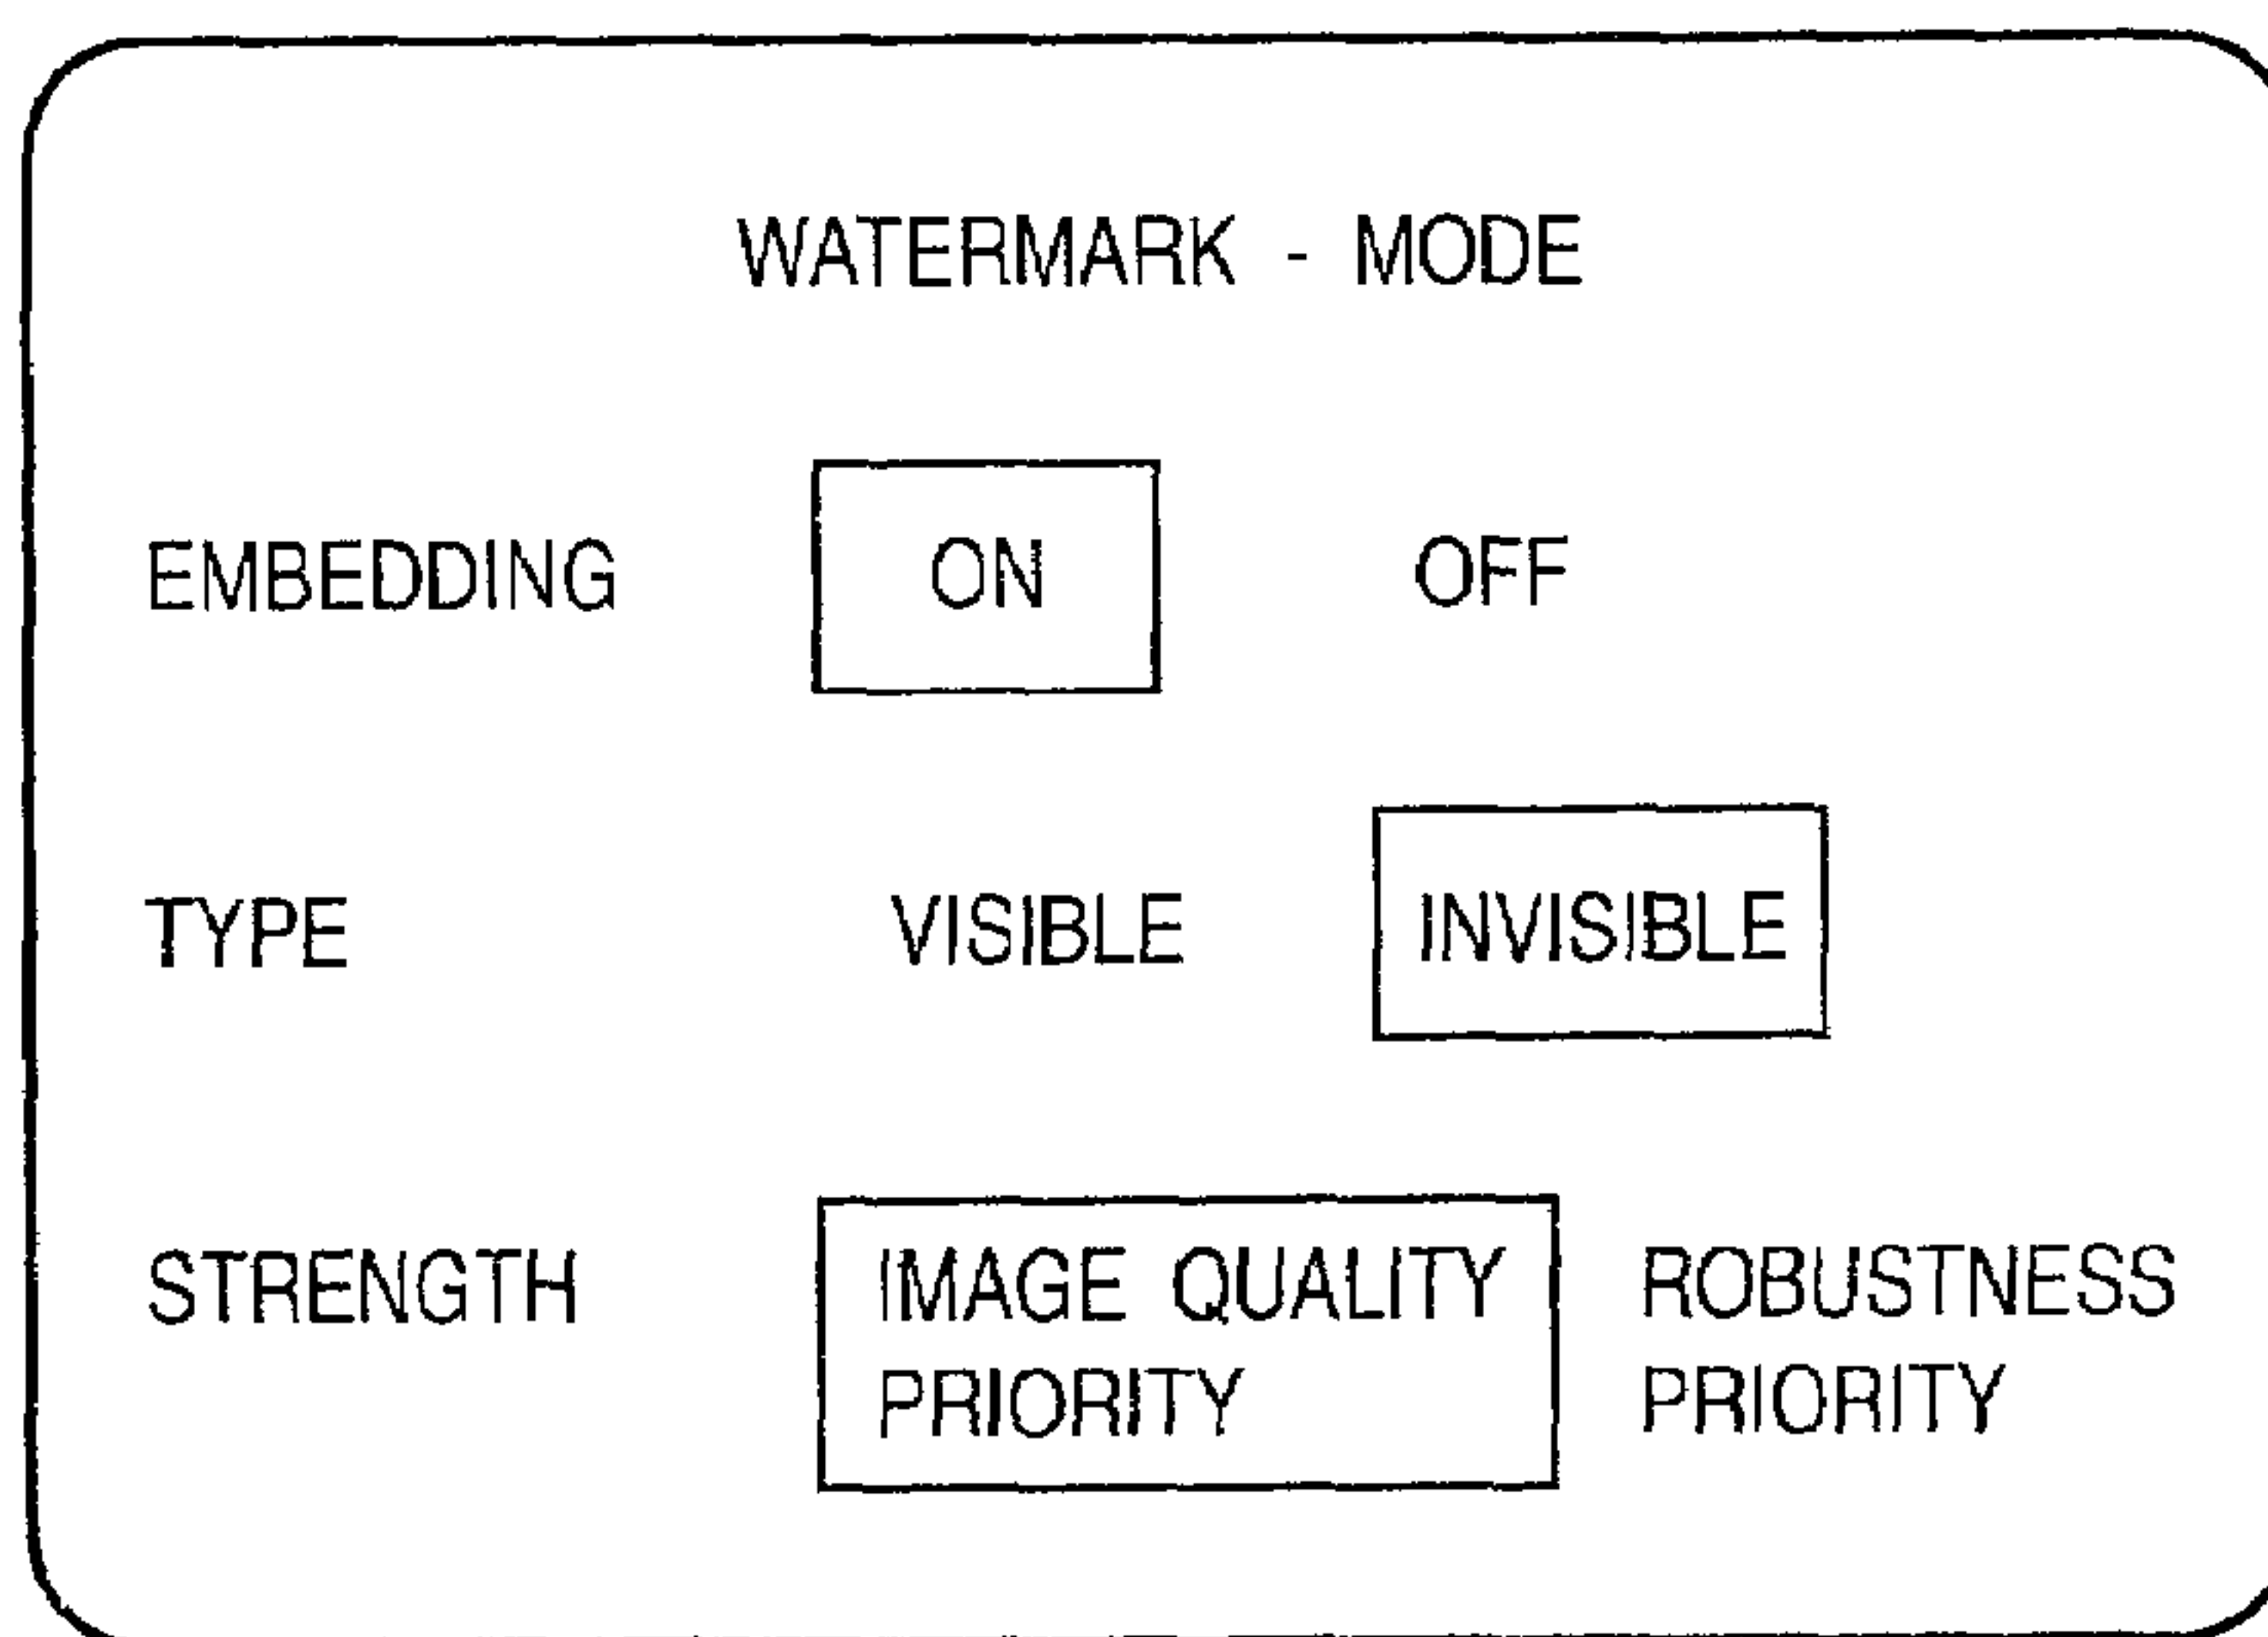 WATERMARK - MODE
EMBEDDING ON OFF
TYPE VISIBLE INVISIBLE
STRENGTH IMAGE QUALITY PRIORITY ROBUSTNESS PRIORITY